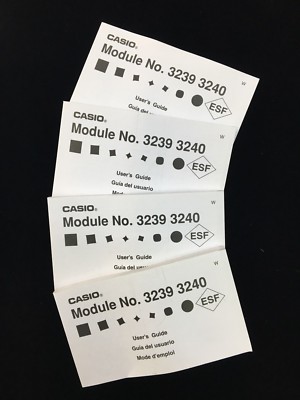 CASIO®
Module No. 3239 3240
W
ESF
User's Guide
Guía del usuario
CASIO®
Module No. 3239 3240
W
ESF
User's Guide
Guía del usuario
CASIO®
Module No. 3239 3240
W
ESF
User's Guide
Guía del usuario
CASIO®
Module No. 3239 3240
W
ESF
User's Guide
Guía del usuario
Mode d'emploi